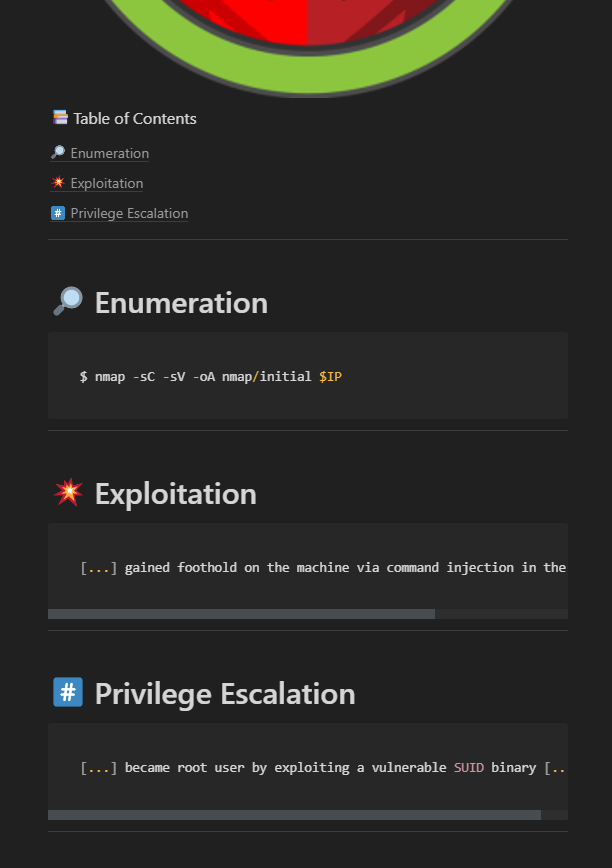 Table of Contents
Enumeration
Exploitation
# Privilege Escalation
Enumeration
$ nmap -sC -sV -oA nmap/initial $IP
Exploitation
[...] gained foothold on the machine via command injection in the
# Privilege Escalation
[...] became root user by exploiting a vulnerable SUID binary [..